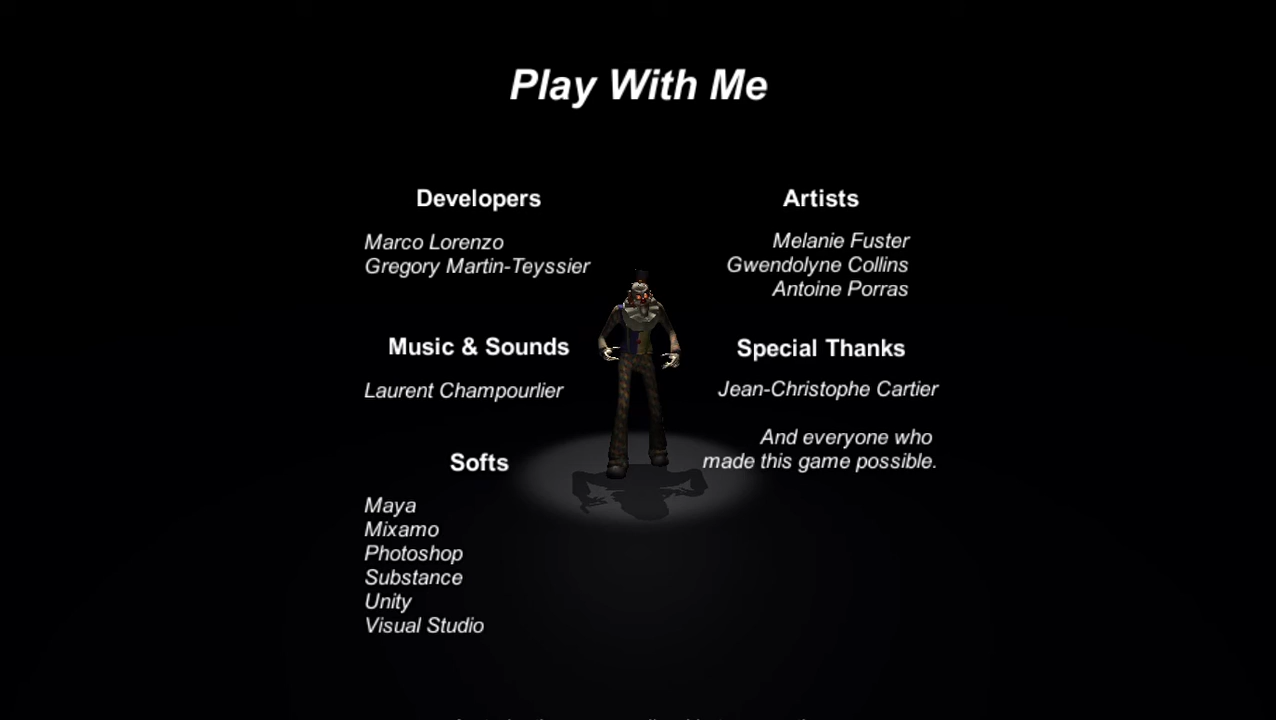 Play With Me
Developers
Marco Lorenzo
Gregory Martin-Teyssier
Artists
Melanie Fuster
Gwendolyne Collins
Antoine Porras
Music & Sounds
Laurent Champourlier
Special Thanks
Jean-Christophe Cartier
And everyone who
made this game possible.
Softs
Maya
Mixamo
Photoshop
Substance
Unity
Visual Studio